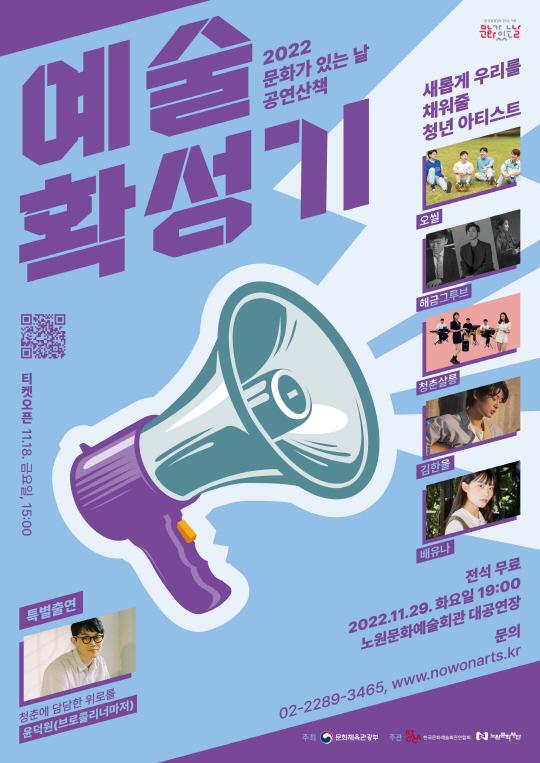 문화가 있는 날
예술
확성기
2022
문화가 있는 날
공연산책
새롭게 우리를
채워줄
청년 아티스트
오씰
해금그루브
청춘살롱
김한울
배유나
티켓오픈 11.18. 금요일, 15:00
특별출연
청춘에 담담한 위로를
윤덕원(브로콜리너마저)
전석 무료
2022.11.29. 화요일 19:00
노원문화예술회관 대공연장
문의
02-2289-3465, www.nowonarts.kr
주최 문화체육관광부 주관 한국문화예술회관연합회 노원문화재단